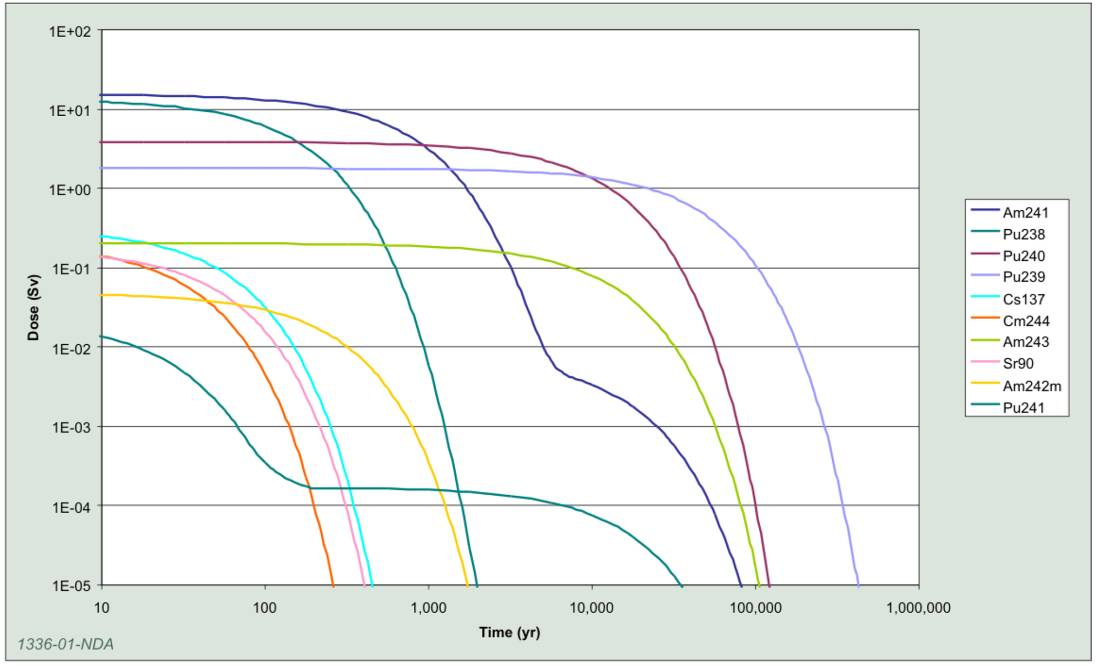 1E+02
1E+01
1E+00
1E-01
1E-02
1E-03
1E-04
1E-05
Dose (Sv)
10
100
1,000
10,000
100,000
1,000,000
Time (yr)
Am241
Pu238
Pu240
Pu239
Cs137
Cm244
Am243
Sr90
Am242m
Pu241
1336-01-NDA